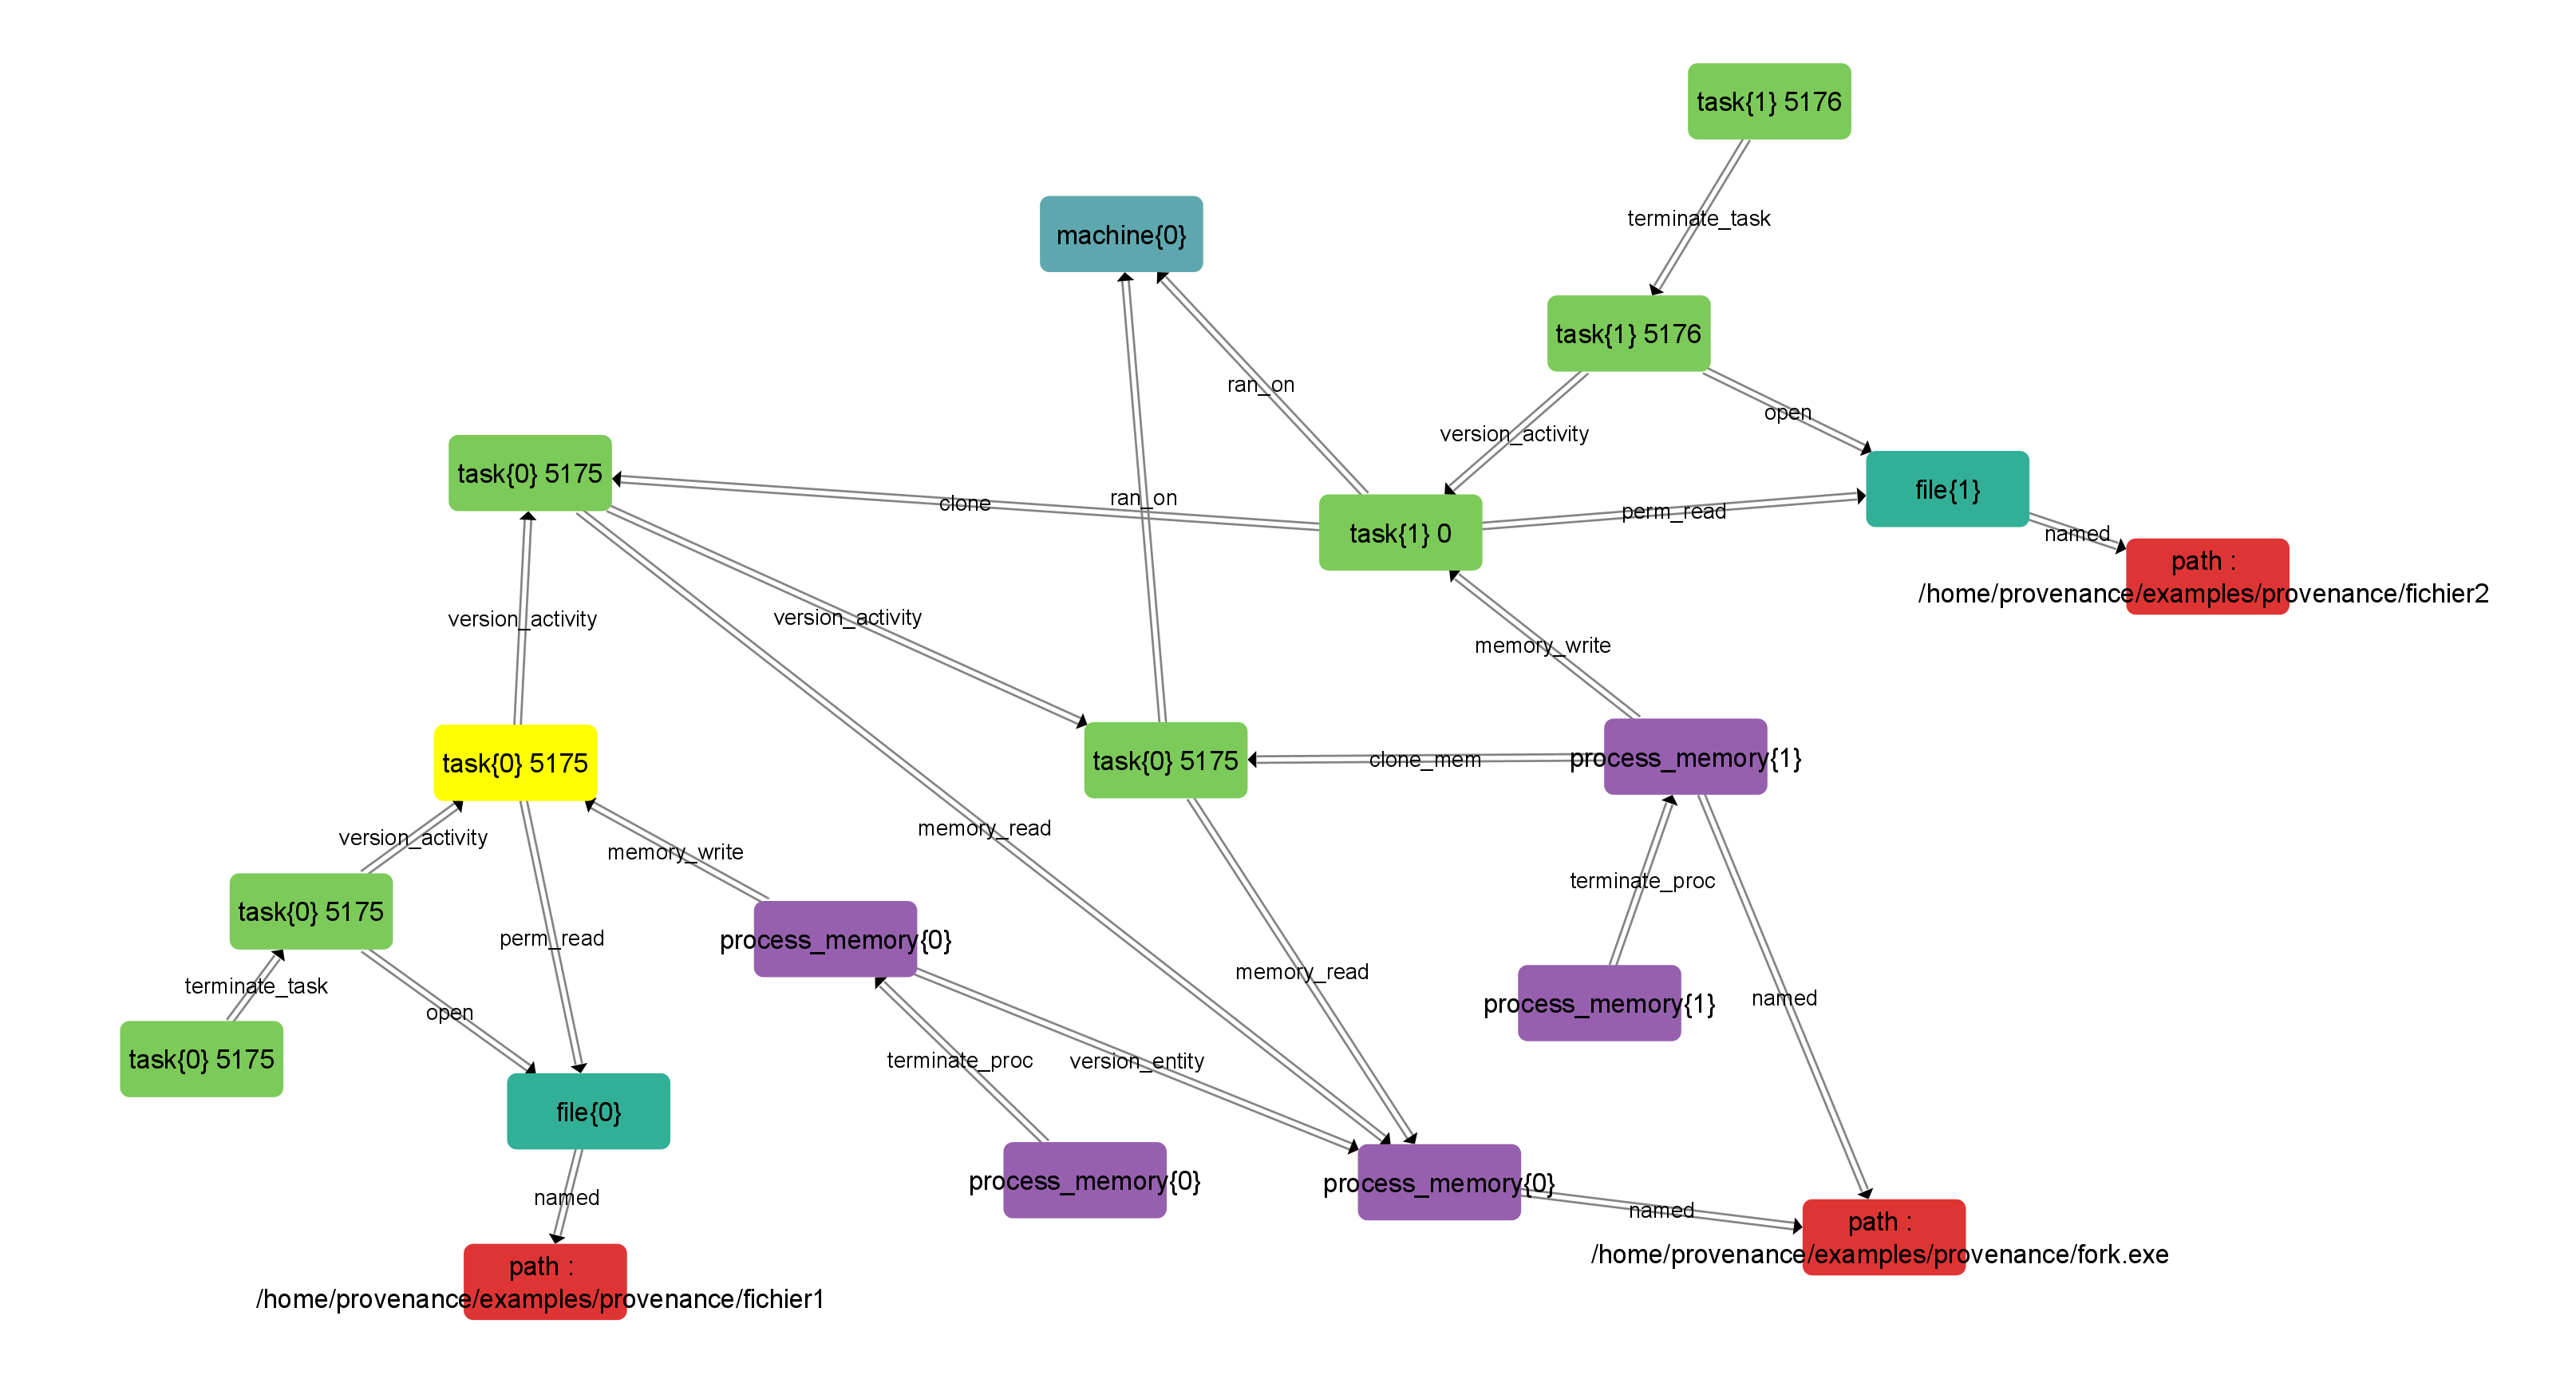 task{1} 5176
terminate_task
machine{0}
task{1} 5176
ran_on
open
version_activity
task{0} 5175
file{1}
clone
ran_on
perm_read
task{1} 0
named
path :
/home/provenance/examples/provenance/fichier2
version_activity
version_activity
memory_write
task{0} 5175
task{0} 5175
clone_mem
process_memory{1}
memory_read
version_activity
memory_write
terminate_proc
task{0} 5175
perm_read
process_memory{0}
memory_read
terminate_task
named
process_memory{1}
open
task{0} 5175
terminate_proc
version_entity
file{0}
process_memory{0}
process_memory{0}
named
named
path :
/home/provenance/examples/provenance/fork.exe
path :
/home/provenance/examples/provenance/fichier1